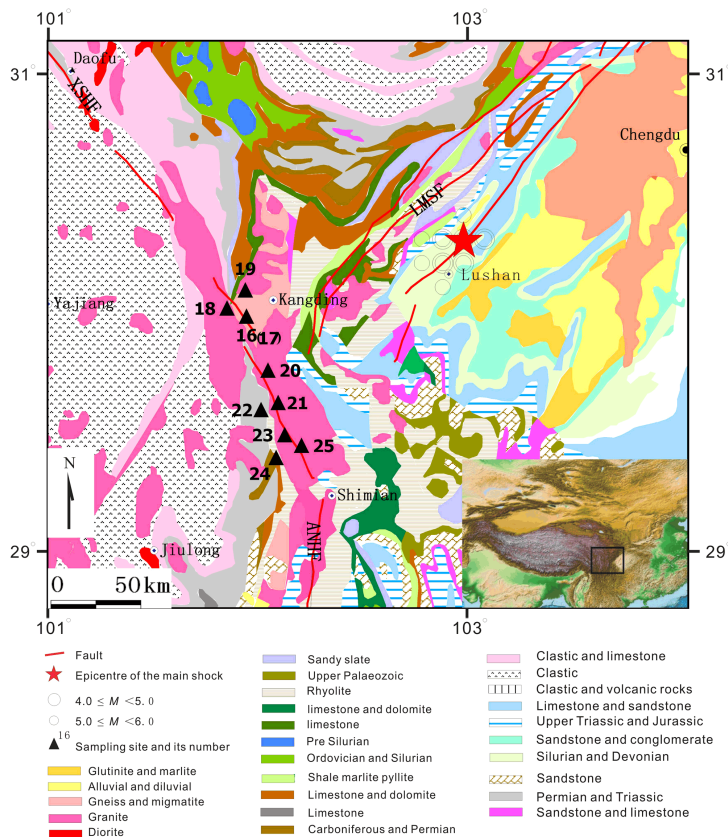 101° 103°
31° 31°
Daofu
XSHF
Chengdu
LMSF
Lushan
19
Kangding
Yajiang
18
16 17
20
21
22
23
25
24
N
Shimian
ANHF
Jiulong
29° 29°
0 50km
101° 103°
Fault
Epicentre of the main shock
4.0 ≤ M <5.0
5.0 ≤ M <6.0
16
Sampling site and its number
Glutinite and marlite
Alluvial and diluvial
Gneiss and migmatite
Granite
Diorite
Sandy slate
Upper Palaeozoic
Rhyolite
limestone and dolomite
limestone
Pre Silurian
Ordovician and Silurian
Shale marlite pyllite
Limestone and dolomite
Limestone
Carboniferous and Permian
Clastic and limestone
Clastic
Clastic and volcanic rocks
Limestone and sandstone
Upper Triassic and Jurassic
Sandstone and conglomerate
Silurian and Devonian
Sandstone
Permian and Triassic
Sandstone and limestone